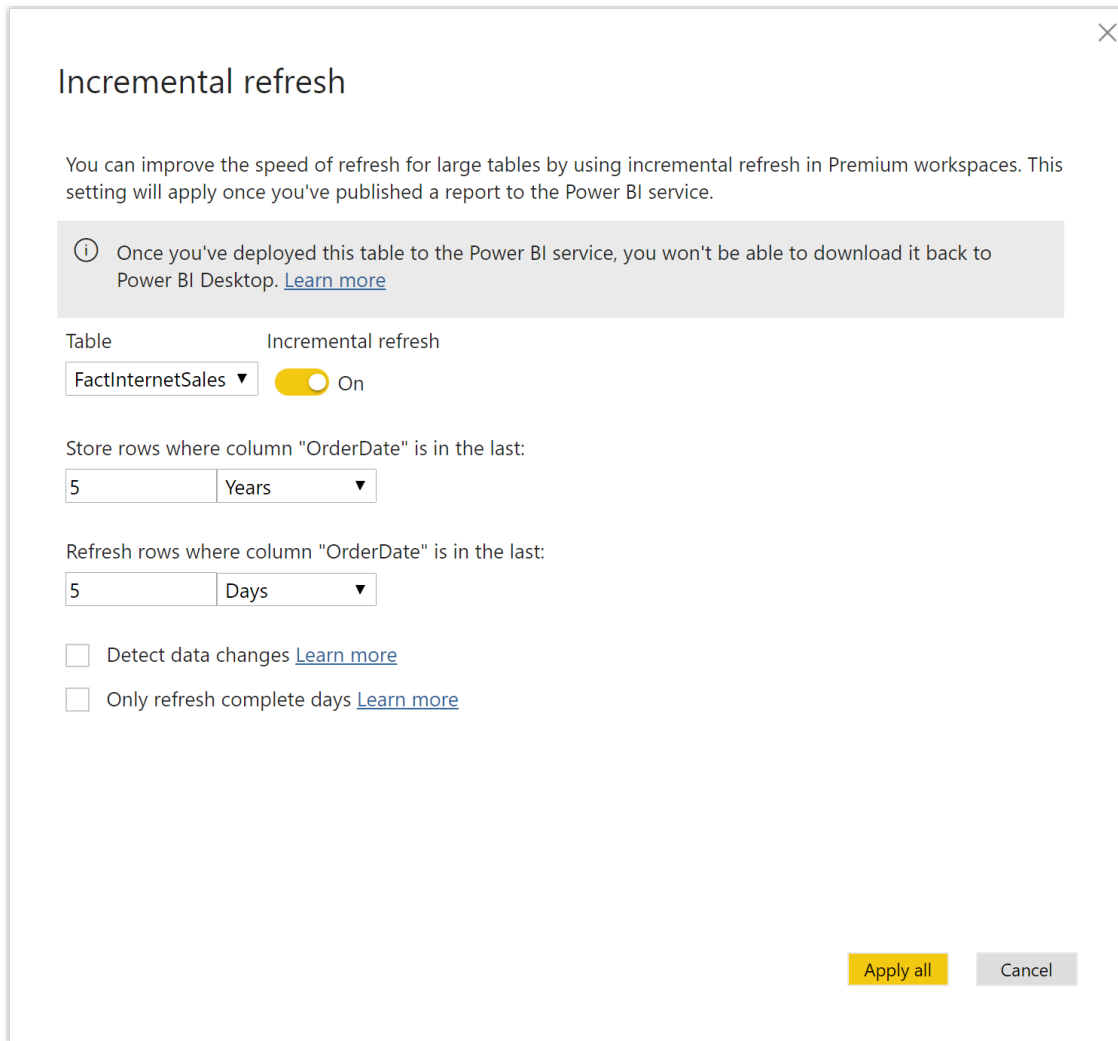 Incremental refresh
You can improve the speed of refresh for large tables by using incremental refresh in Premium workspaces. This
setting will apply once you've published a report to the Power BI service.
Once you've deployed this table to the Power BI service, you won't be able to download it back to
Power BI Desktop. Learn more
Table Incremental refresh
FactInternetSales On
Store rows where column "OrderDate" is in the last:
5 Years
Refresh rows where column "OrderDate" is in the last:
5 Days
Detect data changes Learn more
Only refresh complete days Learn more
Apply all Cancel